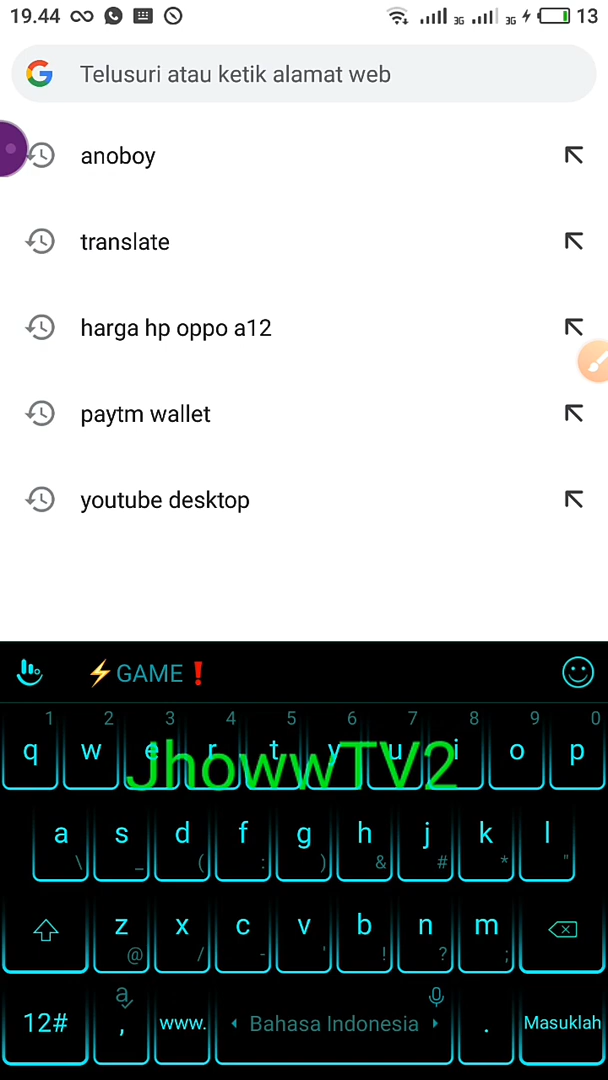 19.44 3G 3G 13
Telusuri atau ketik alamat web
anoboy
translate
harga hp oppo a12
paytm wallet
youtube desktop
⚡GAME❗
1 2 3 4 5 6 7 8 9 0
q w e r t y u i o p
JhowwTV2
a s d f g h j k l
\ _ ( : ) & # * "
z x c v b n m
@ / - ' ! ? ;
12# , www. Bahasa Indonesia . Masuklah